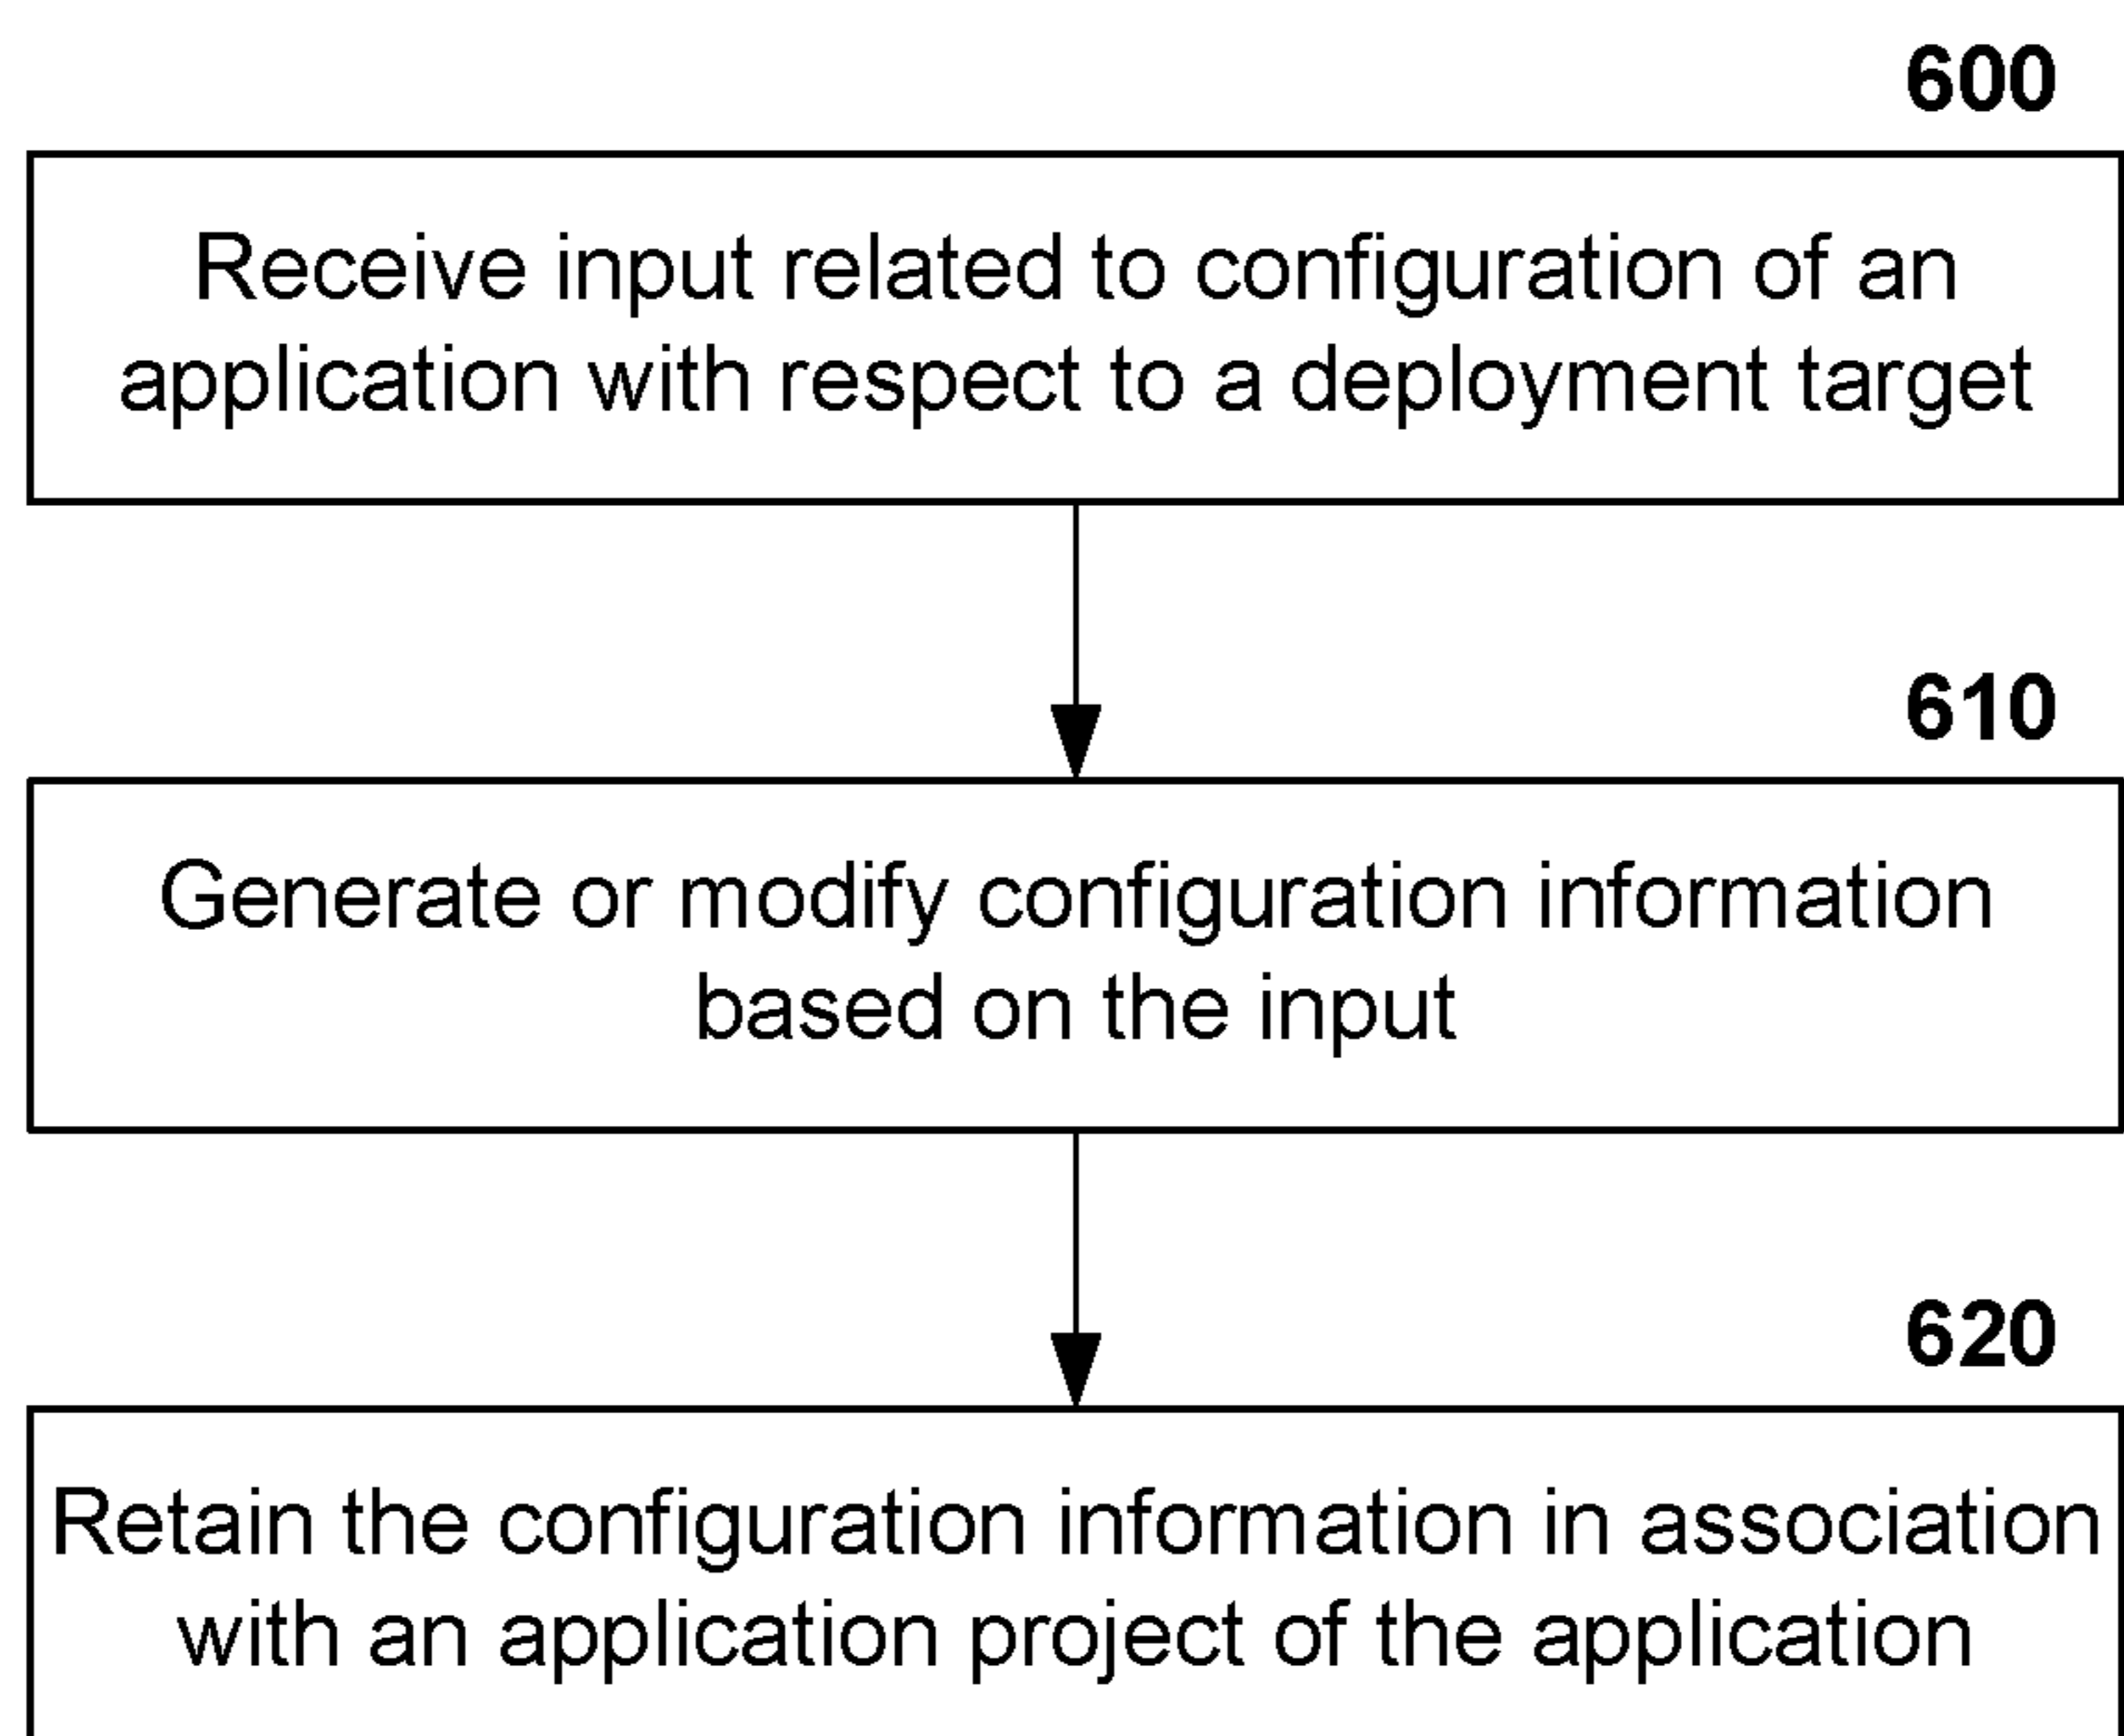 600
Receive input related to configuration of an
application with respect to a deployment target
610
Generate or modify configuration information
based on the input
620
Retain the configuration information in association
with an application project of the application